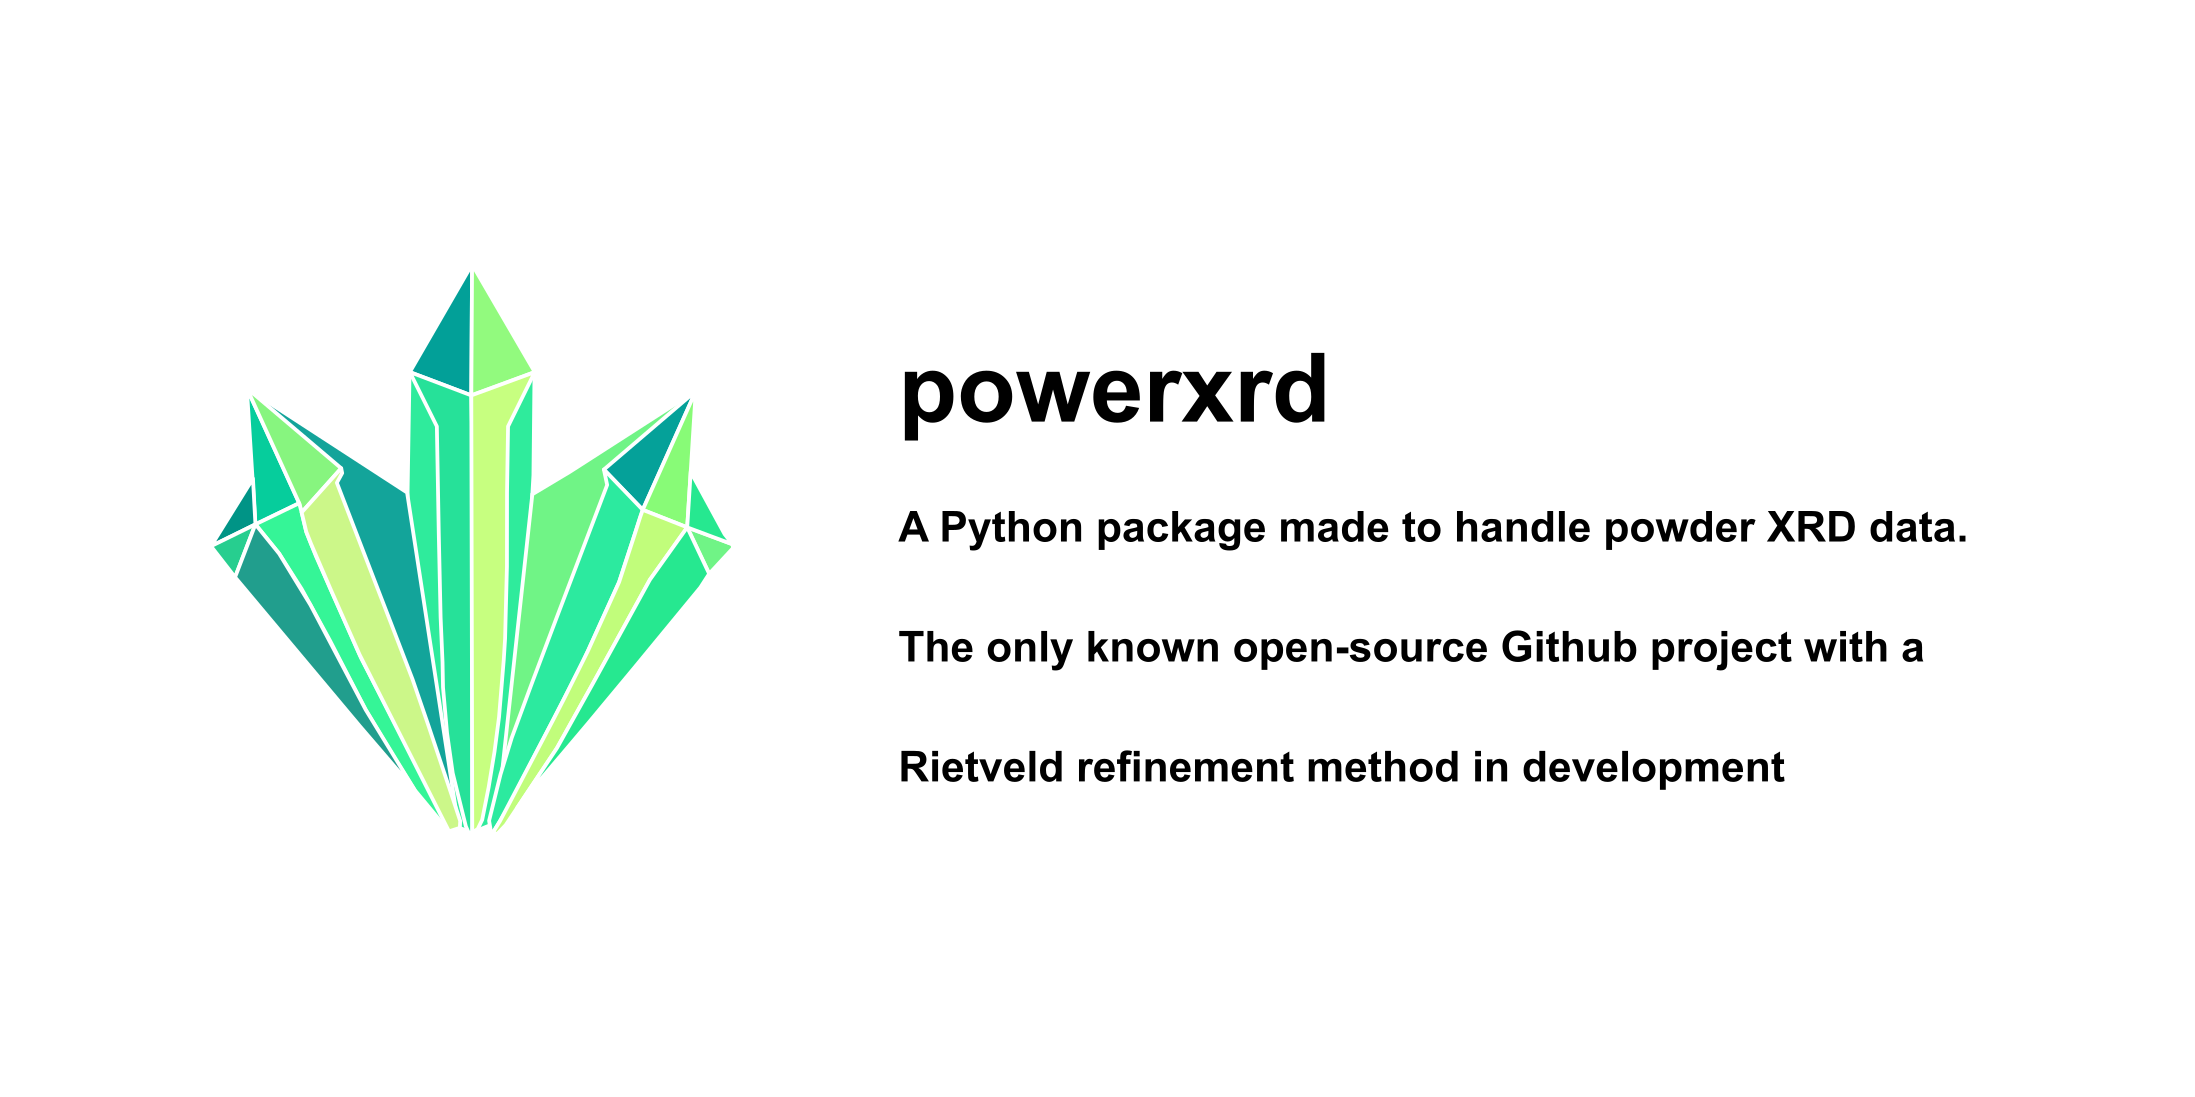 powerxrd
A Python package made to handle powder XRD data.
The only known open-source Github project with a
Rietveld refinement method in development